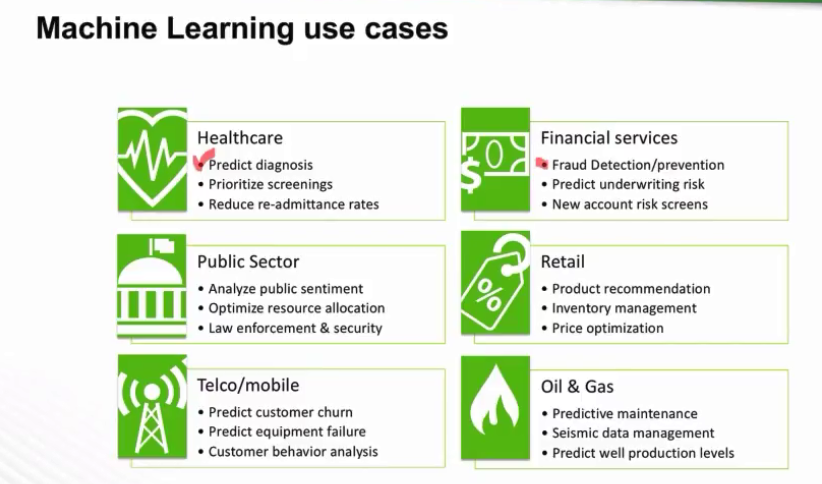 Machine Learning use cases
Healthcare
• Predict diagnosis
• Prioritize screenings
• Reduce re-admittance rates
Financial services
• Fraud Detection/prevention
• Predict underwriting risk
• New account risk screens
Public Sector
• Analyze public sentiment
• Optimize resource allocation
• Law enforcement & security
Retail
• Product recommendation
• Inventory management
• Price optimization
Telco/mobile
• Predict customer churn
• Predict equipment failure
• Customer behavior analysis
Oil & Gas
• Predictive maintenance
• Seismic data management
• Predict well production levels